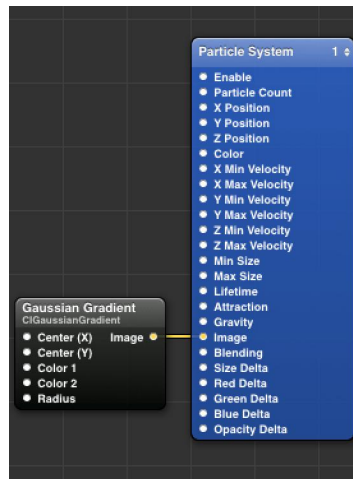 Particle System 1
Enable
Particle Count
X Position
Y Position
Z Position
Color
X Min Velocity
X Max Velocity
Y Min Velocity
Y Max Velocity
Z Min Velocity
Z Max Velocity
Min Size
Max Size
Lifetime
Attraction
Gravity
Image
Blending
Size Delta
Red Delta
Green Delta
Blue Delta
Opacity Delta
Gaussian Gradient
CIGaussianGradient
Center (X) Image
Center (Y)
Color 1
Color 2
Radius